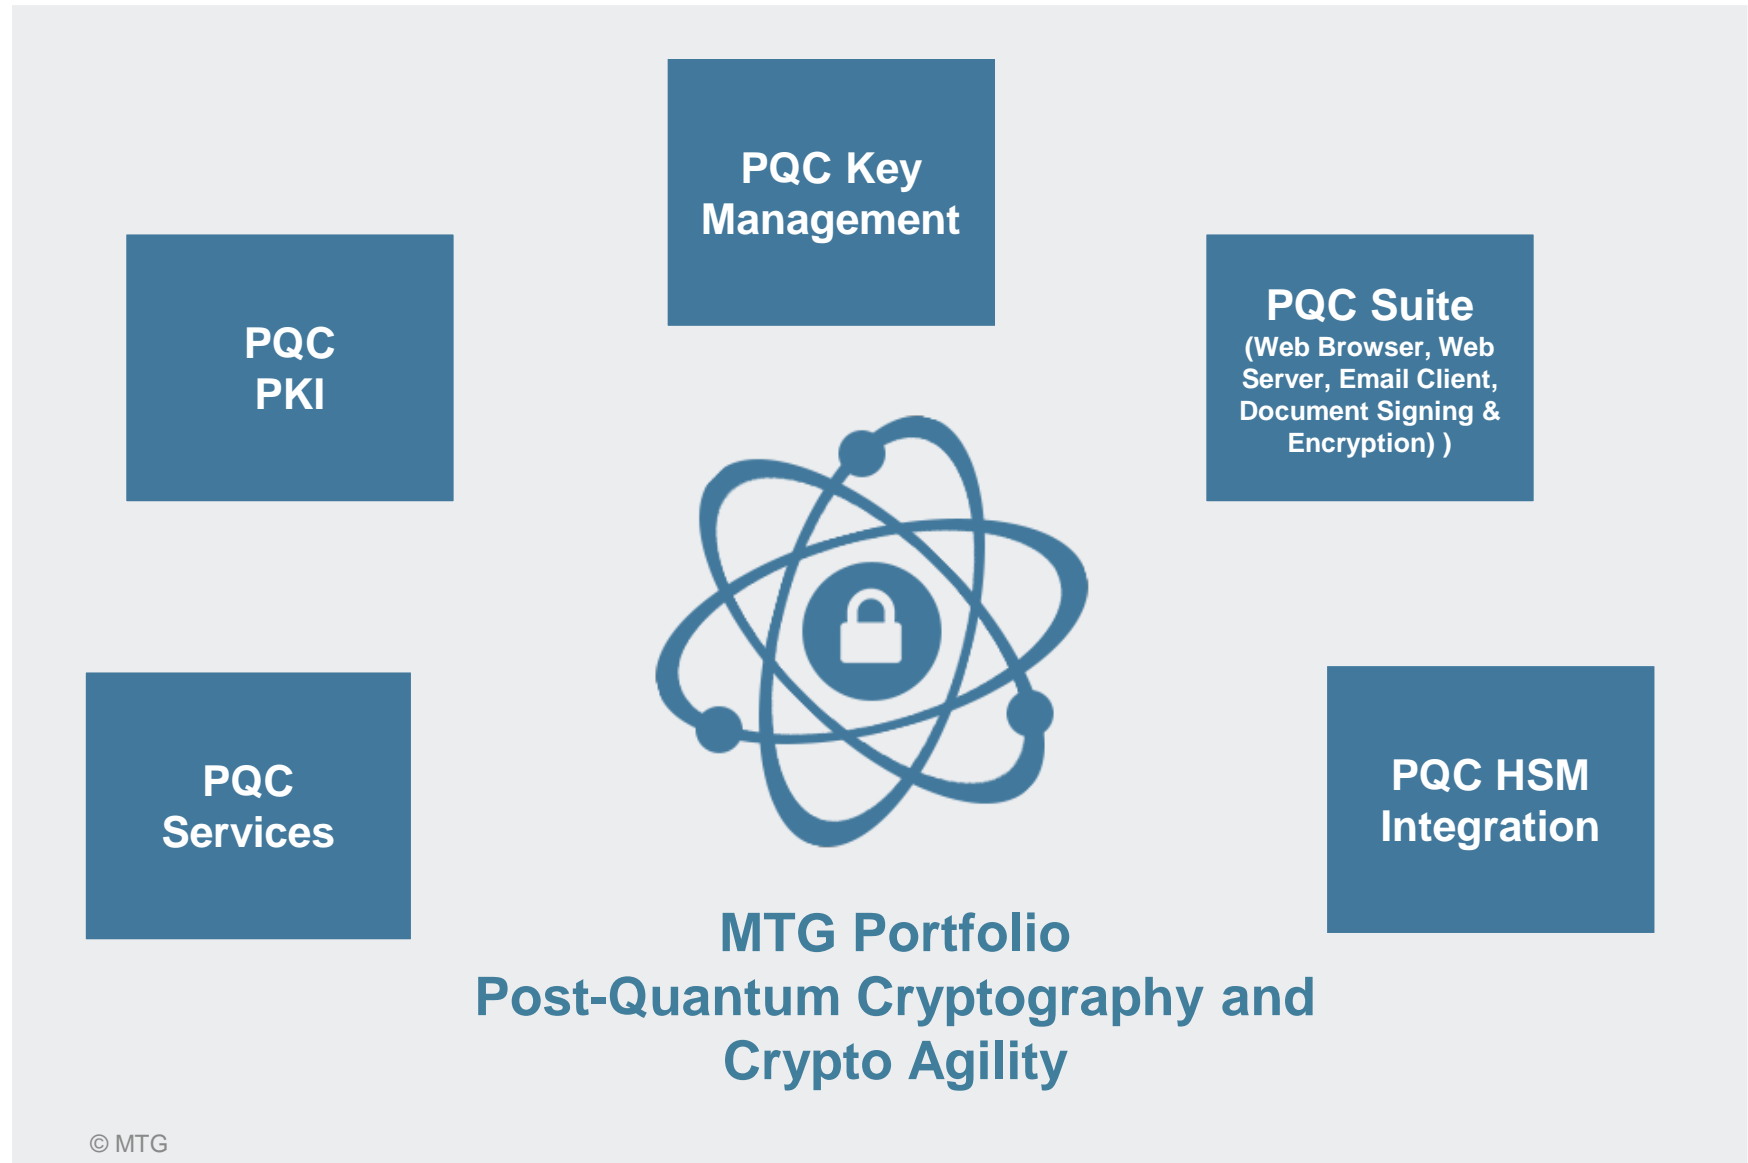 PQC Key
Management
PQC
PKI
PQC Suite
(Web Browser, Web
Server, Email Client,
Document Signing &
Encryption) )
PQC
Services
PQC HSM
Integration
MTG Portfolio
Post-Quantum Cryptography and
Crypto Agility
© MTG